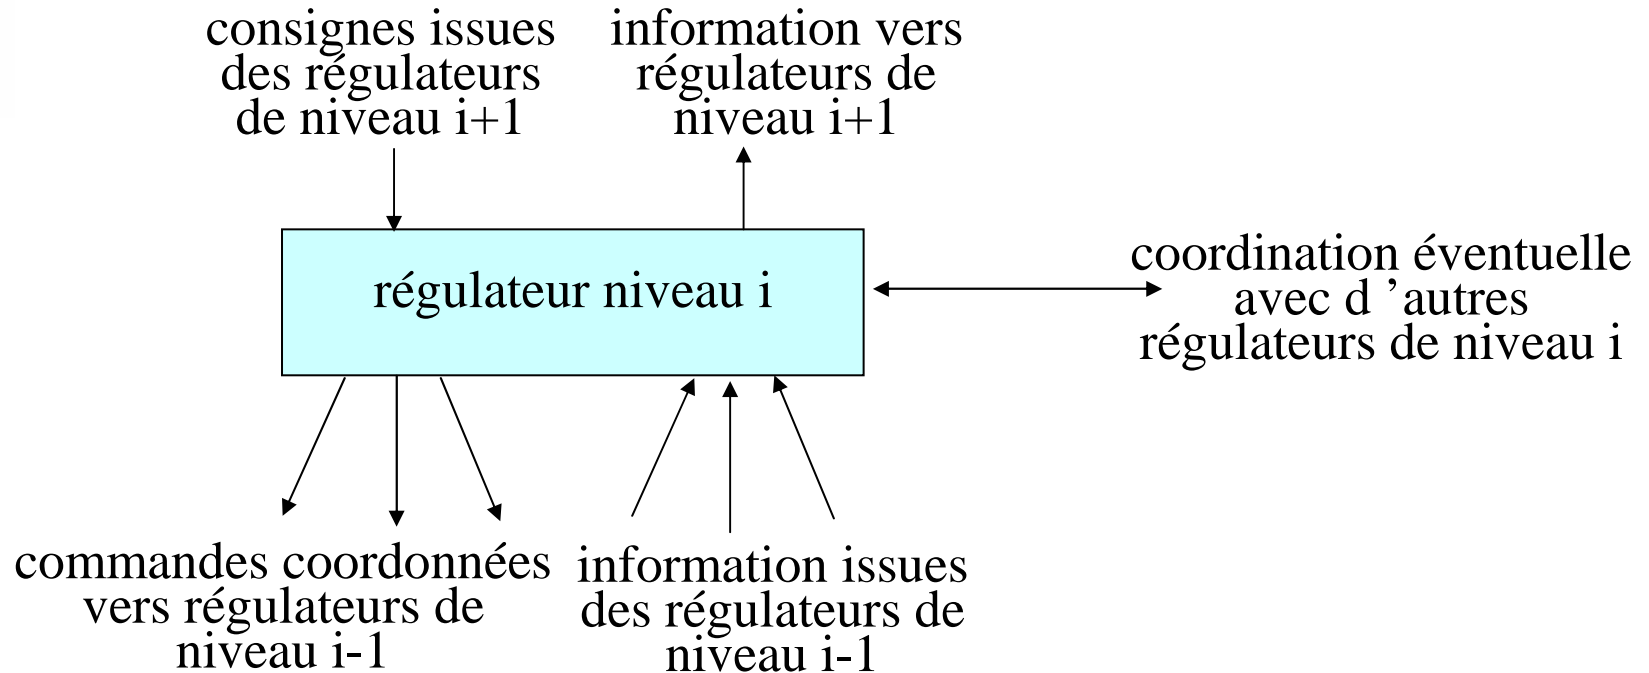 consignes issues
des régulateurs
de niveau i+1
information vers
régulateurs de
niveau i+1
régulateur niveau i
coordination éventuelle
avec d ’autres
régulateurs de niveau i
commandes coordonnées
vers régulateurs de
niveau i-1
information issues
des régulateurs de
niveau i-1